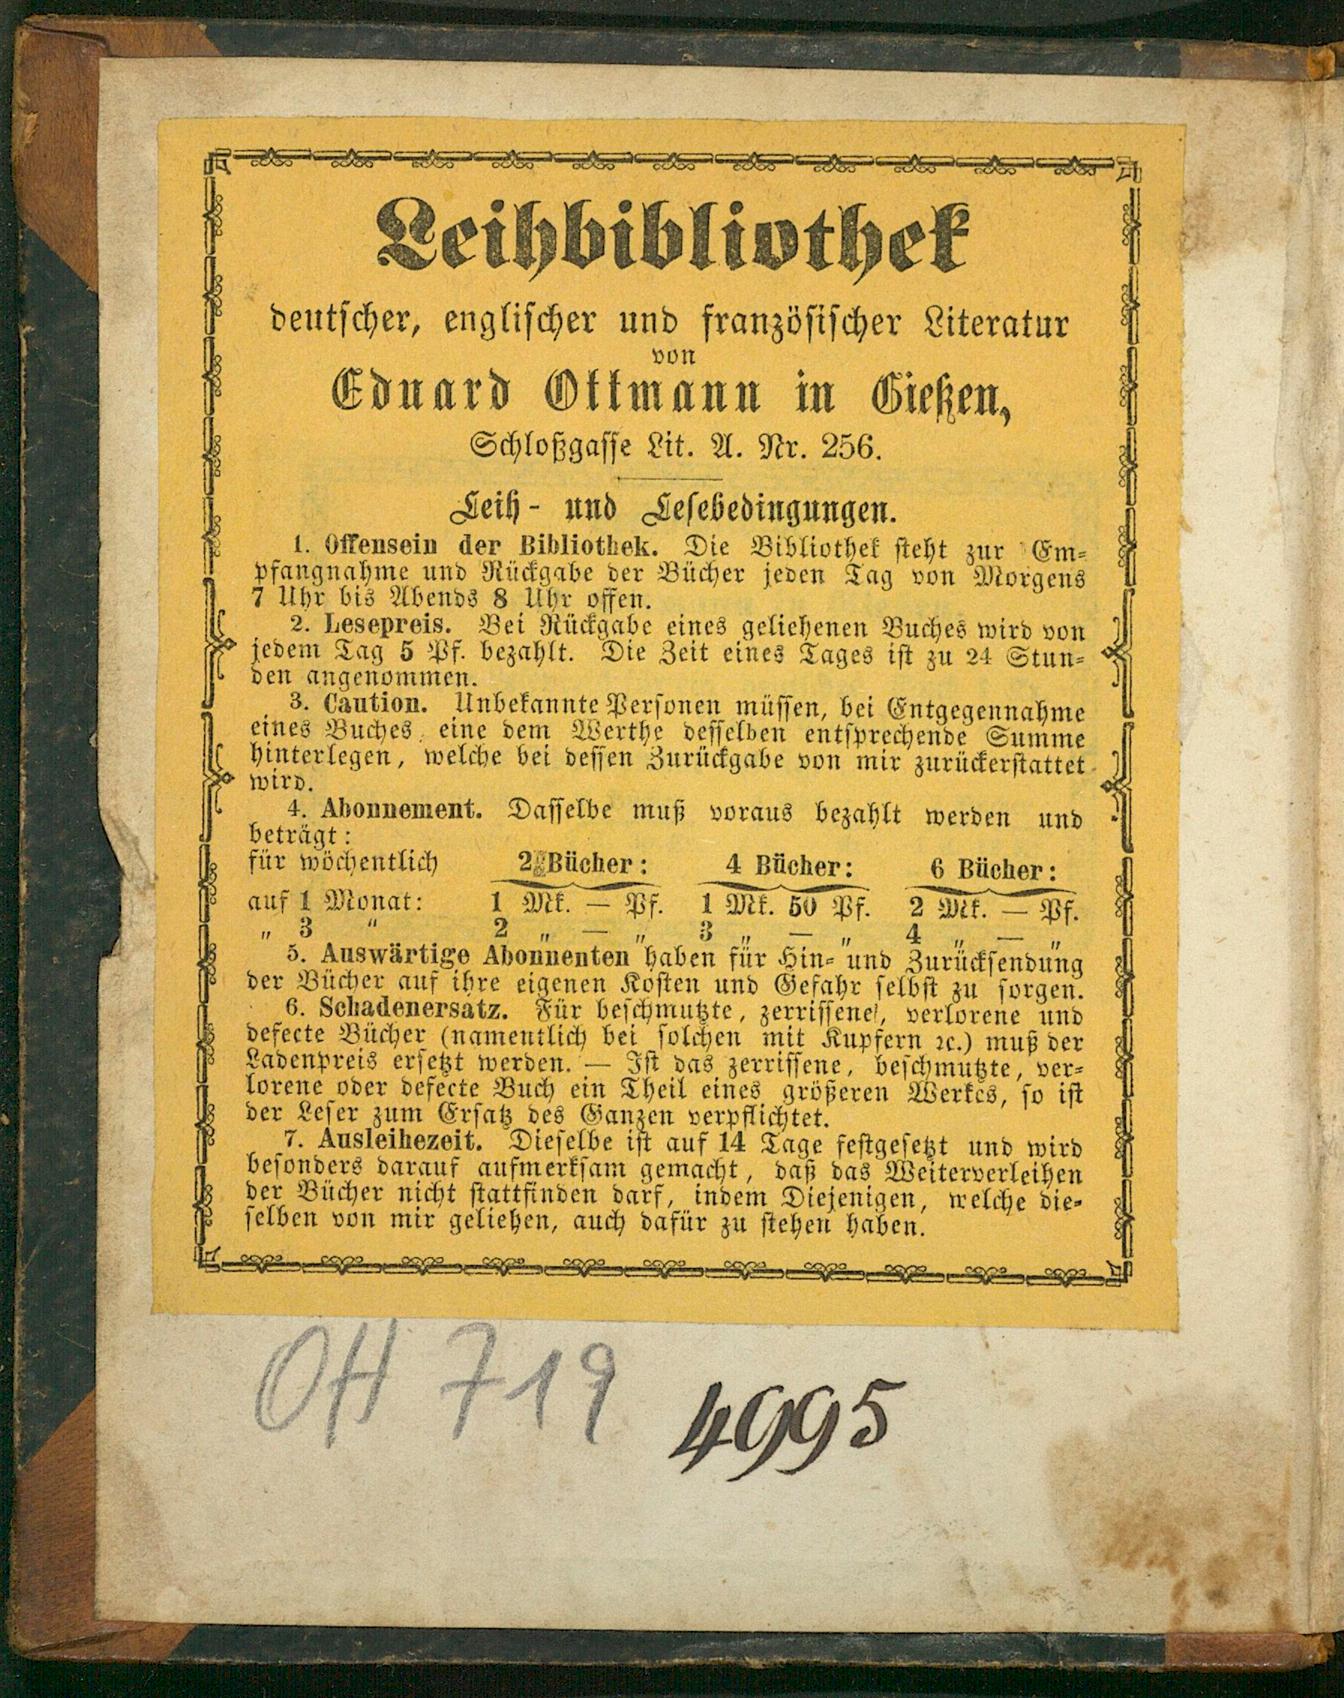 Leihbibliothek
deutscher, englischer und französischer Literatur
von
Eduard Ottmann in Gießen,
Schloßgasse Lit. A. Nr. 256.
Leih- und Lesebedingungen.
1. Offensein der Bibliothek. Die Bibliothek steht zur Em-
pfangnahme und Rückgabe der Bücher jeden Tag von Morgens
7 Uhr bis Abends 8 Uhr offen.
2. Lesepreis. Bei Rückgabe eines geliehenen Buches wird von
jedem Tag 5 Pf. bezahlt. Die Zeit eines Tages ist zu 24 Stun-
den angenommen.
3. Caution. Unbekannte Personen müssen, bei Entgegennahme
eines Buches, eine dem Werthe desselben entsprechende Summe
hinterlegen, welche bei dessen Zurückgabe von mir zurückerstattet
wird.
4. Abonnement. Dasselbe muß voraus bezahlt werden und
beträgt:
für wöchentlich 2 Bücher: 4 Bücher: 6 Bücher:
auf 1 Monat: 1 Mk. — Pf. 1 Mk. 50 Pf. 2 Mk. — Pf.
„ 3 " 2 „ — „ 3 „ — „ 4 „ — „
5. Auswärtige Abonnenten haben für Hin- und Zurücksendung
der Bücher auf ihre eigenen Kosten und Gefahr selbst zu sorgen.
6. Schadenersatz. Für beschmutzte, zerrissene, verlorene und
defecte Bücher (namentlich bei solchen mit Kupfern ꝛc.) muß der
Ladenpreis ersetzt werden. — Ist das zerrissene, beschmutzte, ver-
lorene oder defecte Buch ein Theil eines größeren Werkes, so ist
der Leser zum Ersatz des Ganzen verpflichtet.
7. Ausleihezeit. Dieselbe ist auf 14 Tage festgesetzt und wird
besonders darauf aufmerksam gemacht, daß das Weiterverleihen
der Bücher nicht stattfinden darf, indem Diejenigen, welche die-
selben von mir geliehen, auch dafür zu stehen haben.
OH 719
4995